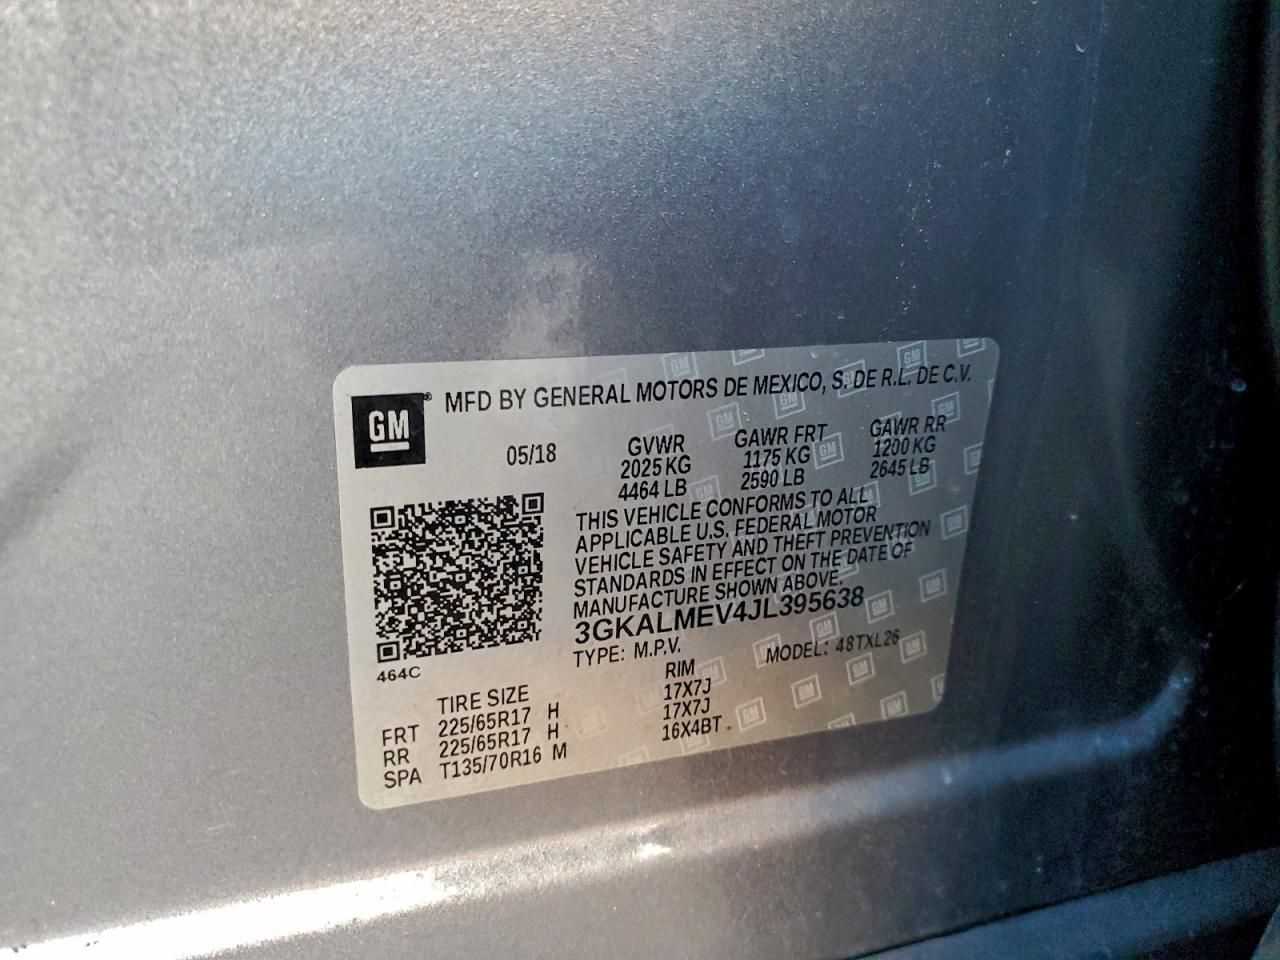 GM® MFD BY GENERAL MOTORS DE MEXICO, S. DE R.L. DE C.V.
05/18 GVWR GAWR FRT GAWR RR
2025 KG 1175 KG 1200 KG
4464 LB 2590 LB 2645 LB
THIS VEHICLE CONFORMS TO ALL
APPLICABLE U.S. FEDERAL MOTOR
VEHICLE SAFETY AND THEFT PREVENTION
STANDARDS IN EFFECT ON THE DATE OF
MANUFACTURE SHOWN ABOVE.
3GKALMEV4JL395638
TYPE: M.P.V. MODEL: 48TXL26
464C
TIRE SIZE RIM
FRT 225/65R17 H 17X7J
RR 225/65R17 H 17X7J
SPA T135/70R16 M 16X4BT